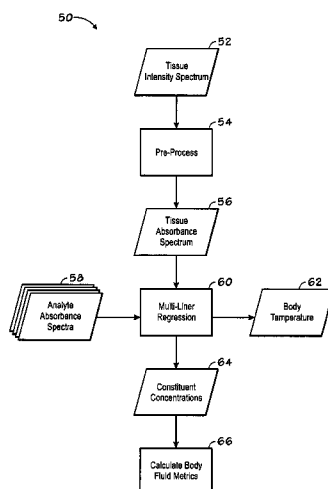 50
52
Tissue
Intensity Spectrum
54
Pre-Process
56
Tissue
Absorbance
Spectrum
58
Analyte
Absorbance
Spectra
60
Multi-Liner
Regression
62
Body
Tamperature
64
Constituent
Concentrations
66
Calculate Body
Fluid Metrics